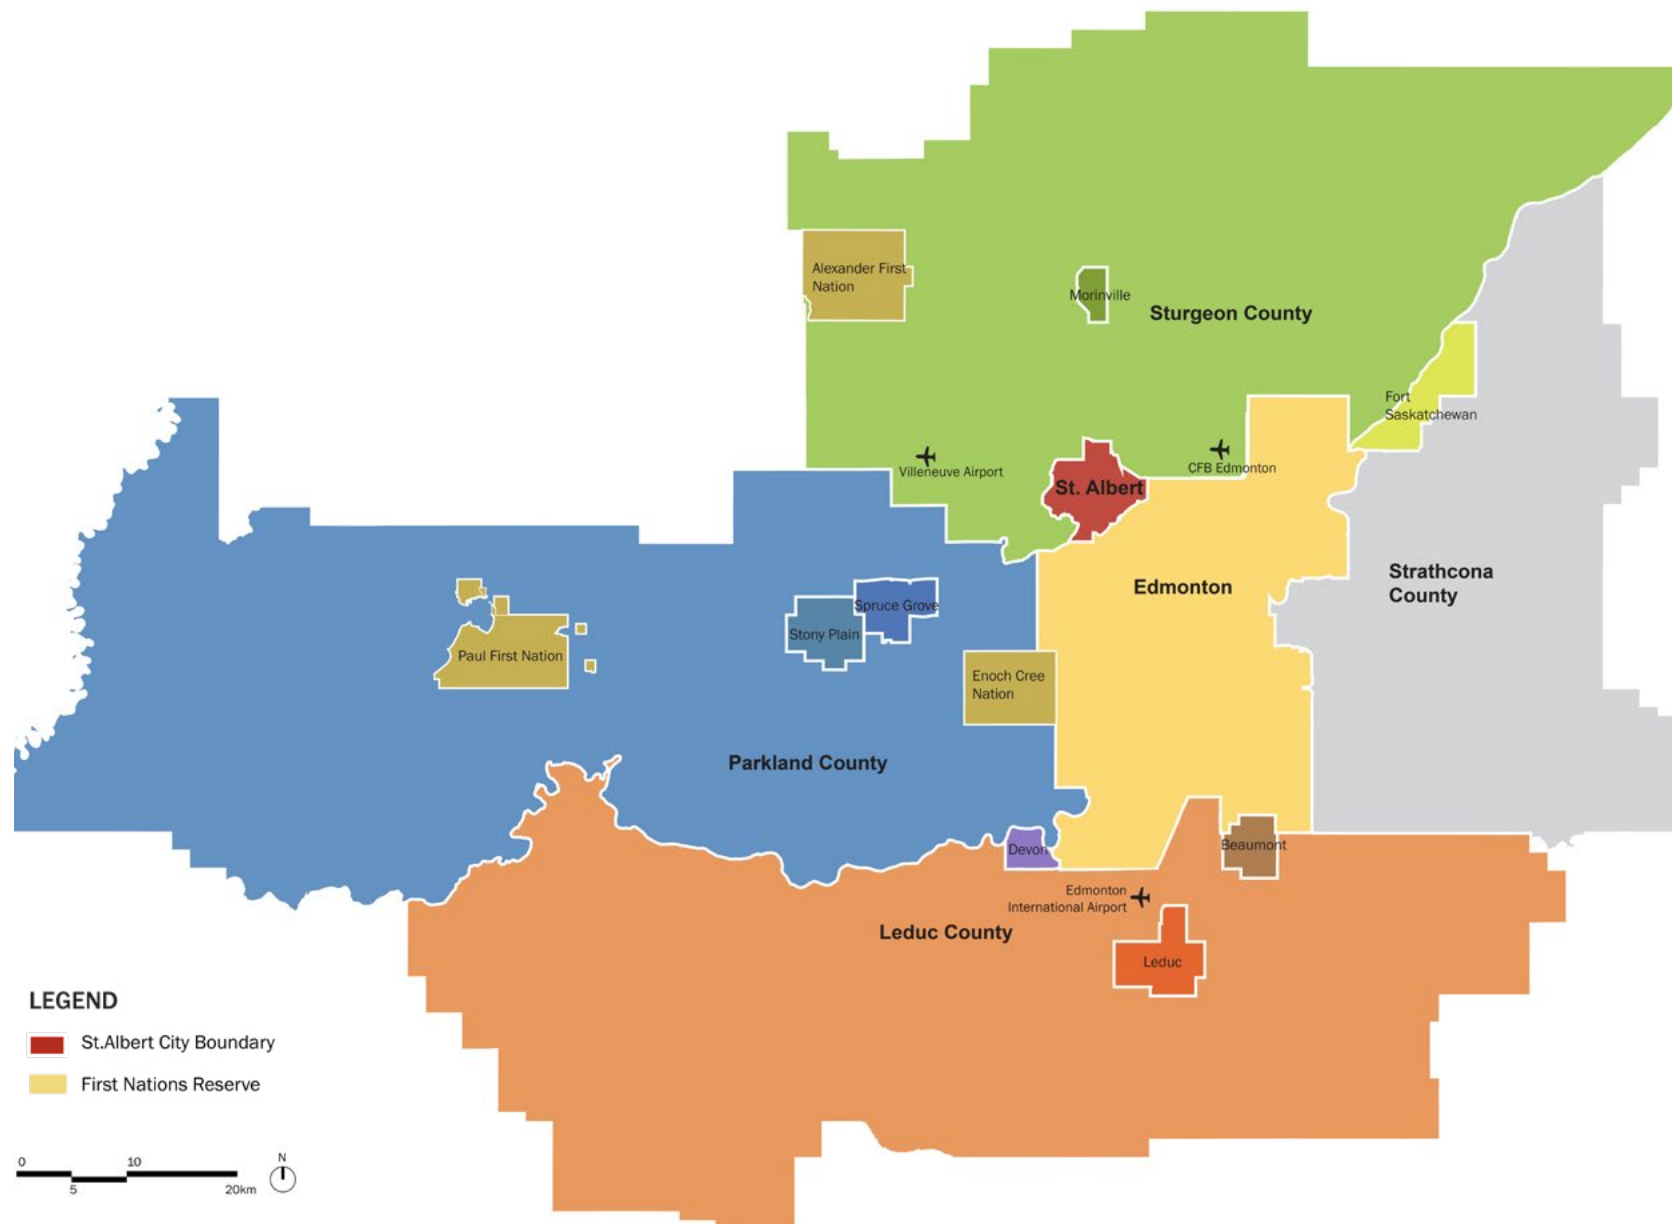 Alexander First
Nation
Morinville
Sturgeon County
Fort
Saskatchewan
Villeneuve Airport
CFB Edmonton
St. Albert
Strathcona
County
Edmonton
Spruce Grove
Stony Plain
Paul First Nation
Enoch Cree
Nation
Parkland County
Devon
Beaumont
Edmonton
International Airport
Leduc County
Leduc
LEGEND
St.Albert City Boundary
First Nations Reserve
0 10
5 20km
N